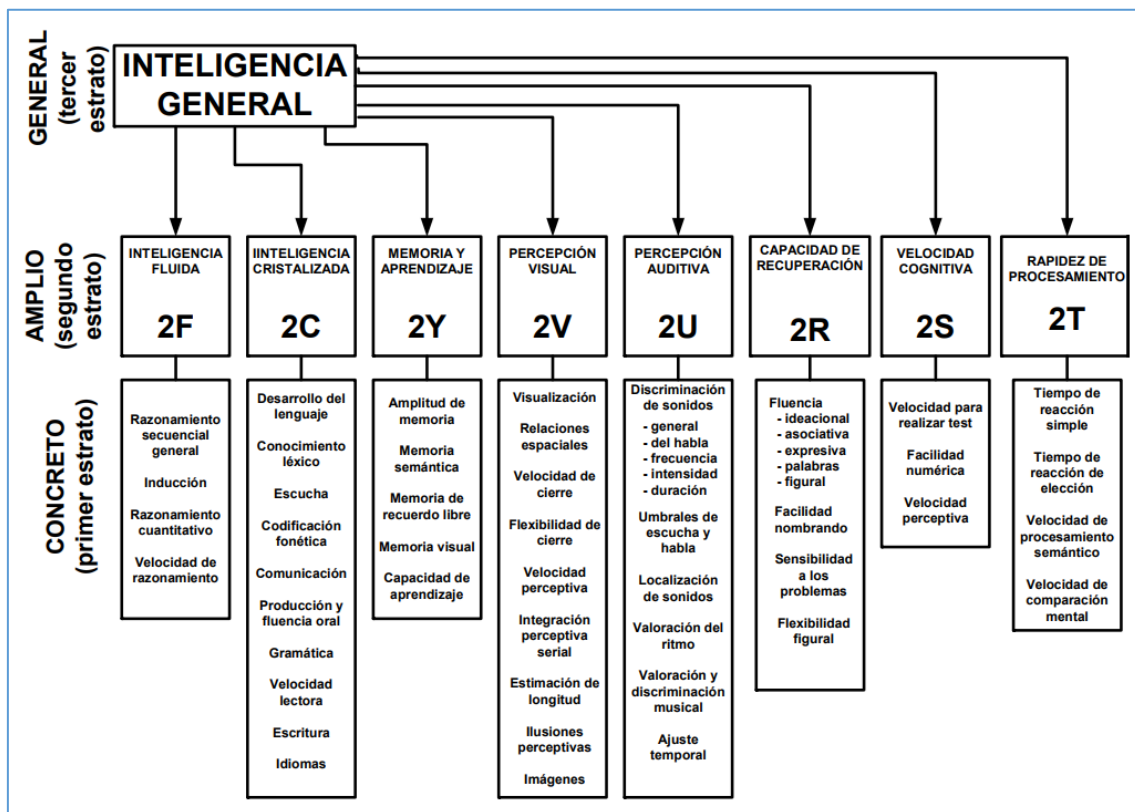 GENERAL
(tercer
estrato)
INTELIGENCIA
GENERAL
AMPLIO
(segundo
estrato)
INTELIGENCIA
FLUIDA
2F
IINTELIGENCIA
CRISTALIZADA
2C
MEMORIA Y
APRENDIZAJE
2Y
PERCEPCIÓN
VISUAL
2V
PERCEPCIÓN
AUDITIVA
2U
CAPACIDAD DE
RECUPERACIÓN
2R
VELOCIDAD
COGNITIVA
2S
RAPIDEZ DE
PROCESAMIENTO
2T
CONCRETO
(primer estrato)
Razonamiento
secuencial
general
Inducción
Razonamiento
cuantitativo
Velocidad de
razonamiento
Desarrollo del
lenguaje
Conocimiento
léxico
Escucha
Codificación
fonética
Comunicación
Producción y
fluencia oral
Gramática
Velocidad
lectora
Escritura
Idiomas
Amplitud de
memoria
Memoria
semántica
Memoria de
recuerdo libre
Memoria visual
Capacidad de
aprendizaje
Visualización
Relaciones
espaciales
Velocidad de
cierre
Flexibilidad de
cierre
Velocidad
perceptiva
Integración
perceptiva
serial
Estimación de
longitud
Ilusiones
perceptivas
Imágenes
Discriminación
de sonidos
- general
- del habla
- frecuencia
- intensidad
- duración
Umbrales de
escucha y
habla
Localización
de sonidos
Valoración del
ritmo
Valoración y
discriminación
musical
Ajuste
temporal
Fluencia
- ideacional
- asociativa
- expresiva
- palabras
- figural
Facilidad
nombrando
Sensibilidad
a los
problemas
Flexibilidad
figural
Velocidad para
realizar test
Facilidad
numérica
Velocidad
perceptiva
Tiempo de
reacción
simple
Tiempo de
reacción de
elección
Velocidad de
procesamiento
semántico
Velocidad de
comparación
mental